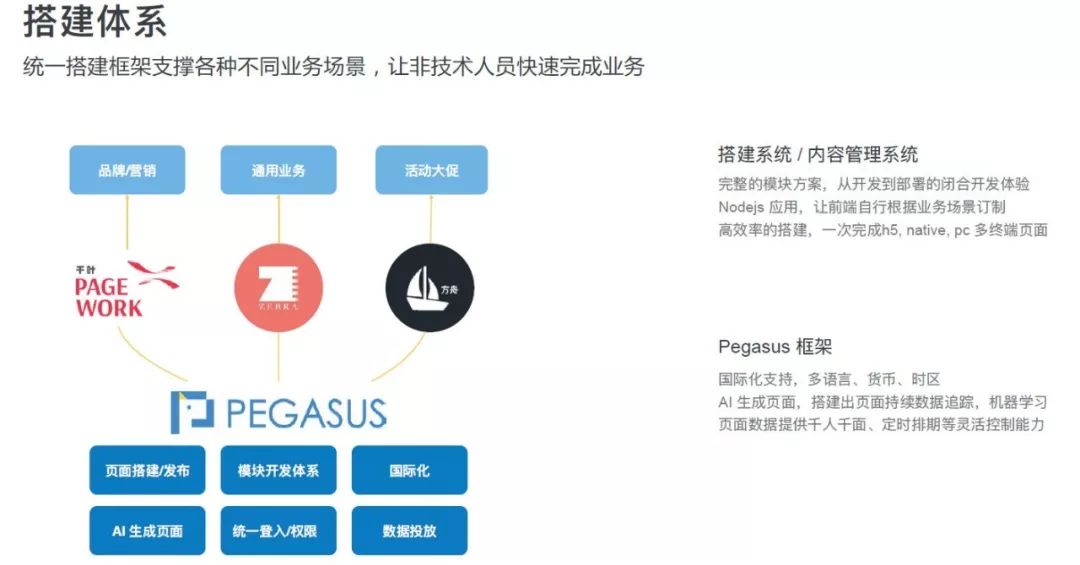 搭建体系
统一搭建框架支撑各种不同业务场景，让非技术人员快速完成业务
品牌/营销
通用业务
活动大促
千叶
PAGE
WORK
ZEBRA
方舟
PEGASUS
页面搭建/发布
模块开发体系
国际化
AI 生成页面
统一登入/权限
数据投放
搭建系统 / 内容管理系统
完整的模块方案，从开发到部署的闭合开发体验
Nodejs 应用，让前端自行根据业务场景订制
高效率的搭建，一次完成h5, native, pc 多终端页面
Pegasus 框架
国际化支持，多语言、货币、时区
AI 生成页面，搭建出页面持续数据追踪，机器学习
页面数据提供千人千面、定时排期等灵活控制能力